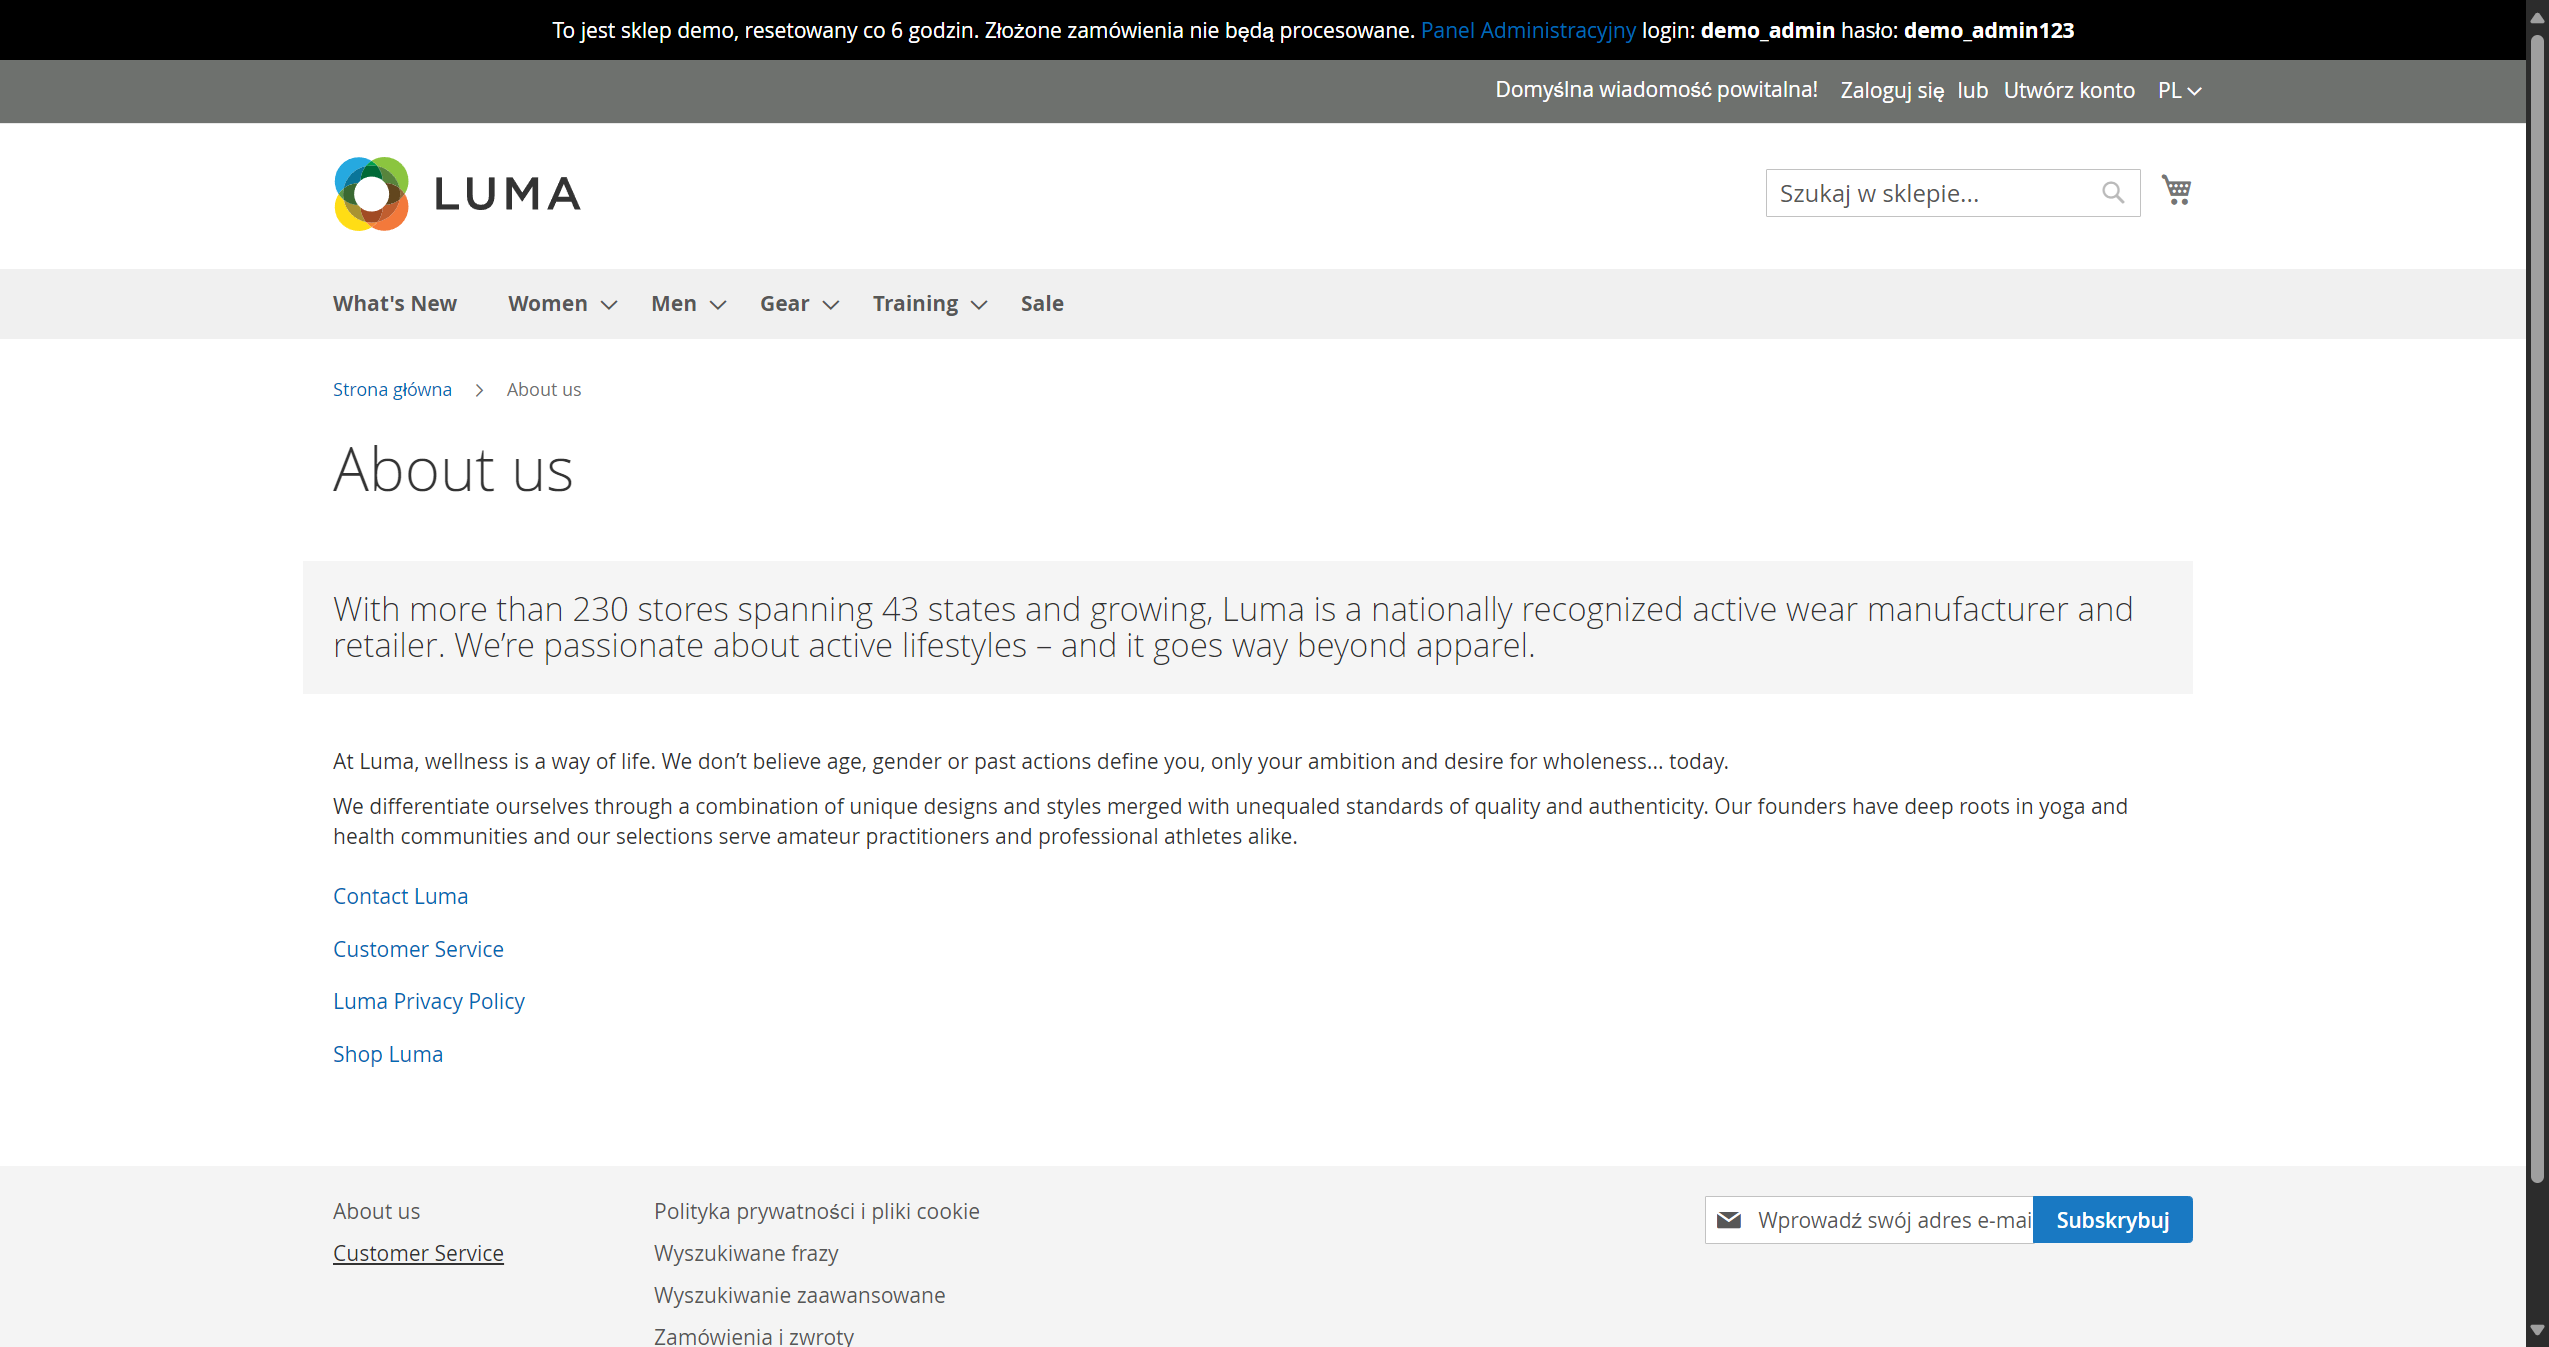 To jest sklep demo, resetowany co 6 godzin. Złożone zamówienia nie będą procesowane. Panel Administracyjny login: demo_admin hasło: demo_admin123
Domyślna wiadomość powitalna! Zaloguj się lub Utwórz konto PL
LUMA
Szukaj w sklepie...
What's New Women Men Gear Training Sale
Strona główna About us
About us
With more than 230 stores spanning 43 states and growing, Luma is a nationally recognized active wear manufacturer and
retailer. We’re passionate about active lifestyles – and it goes way beyond apparel.
At Luma, wellness is a way of life. We don’t believe age, gender or past actions define you, only your ambition and desire for wholeness... today.
We differentiate ourselves through a combination of unique designs and styles merged with unequaled standards of quality and authenticity. Our founders have deep roots in yoga and
health communities and our selections serve amateur practitioners and professional athletes alike.
Contact Luma
Customer Service
Luma Privacy Policy
Shop Luma
About us
Customer Service
Polityka prywatności i pliki cookie
Wyszukiwane frazy
Wyszukiwanie zaawansowane
Zamówienia i zwroty
Wprowadź swój adres e-mai
Subskrybuj